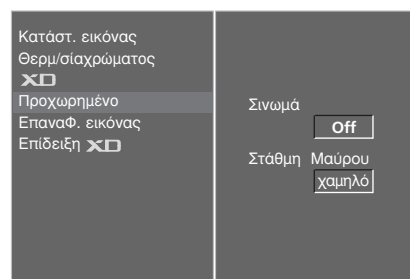 Κατάστ. εικόνας
Θερμ/σίαχρώματος
XD
Προχωρημένο
ΕπαναΦ. εικόνας
Επίδειξη XD
Σινωμά
Off
Στάθμη Μαύρου
χαμηλό